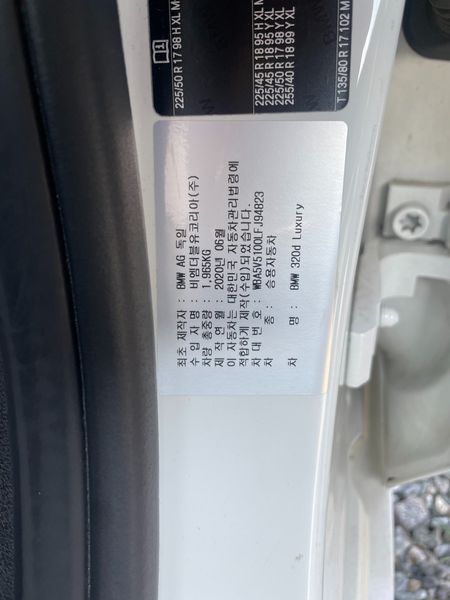 225/50 R 17 98 H XL M
225/45 R 18 95 H XL
225/45 R 18 95 Y XL
225/50 R 17 98 Y
255/40 R 18 99 Y XL
T 135/80 R 17 102 M
최초 제작자 : BMW AG 독일
수 입 자 명 : 비엠더블유코리아(주)
차량 총중량 : 1,965KG
제 작 연 월 : 2020년 06월
이 자동차는 대한민국 자동차관리법령에
적합하게 제작(수입)되었습니다.
차 대 번 호 : WBA5V5100LFJ94823
차 종 : 승용자동차
차 명 : BMW 320d Luxury